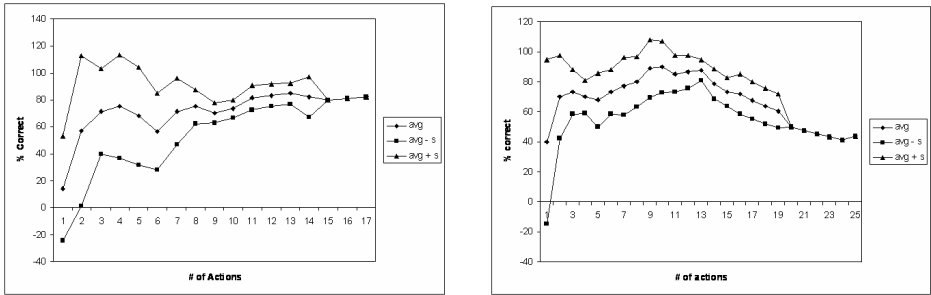 140
120
100
80
60
40
20
0
-20
-40
% Correct
1 2 3 4 5 6 7 8 9 10 11 12 13 14 15 16 17
# of Actions
avg
avg - s
avg + s
120
100
80
60
40
20
0
-20
-40
% correct
1 3 5 7 9 11 13 15 17 19 21 23 25
# of actions
avg
avg - s
avg + s